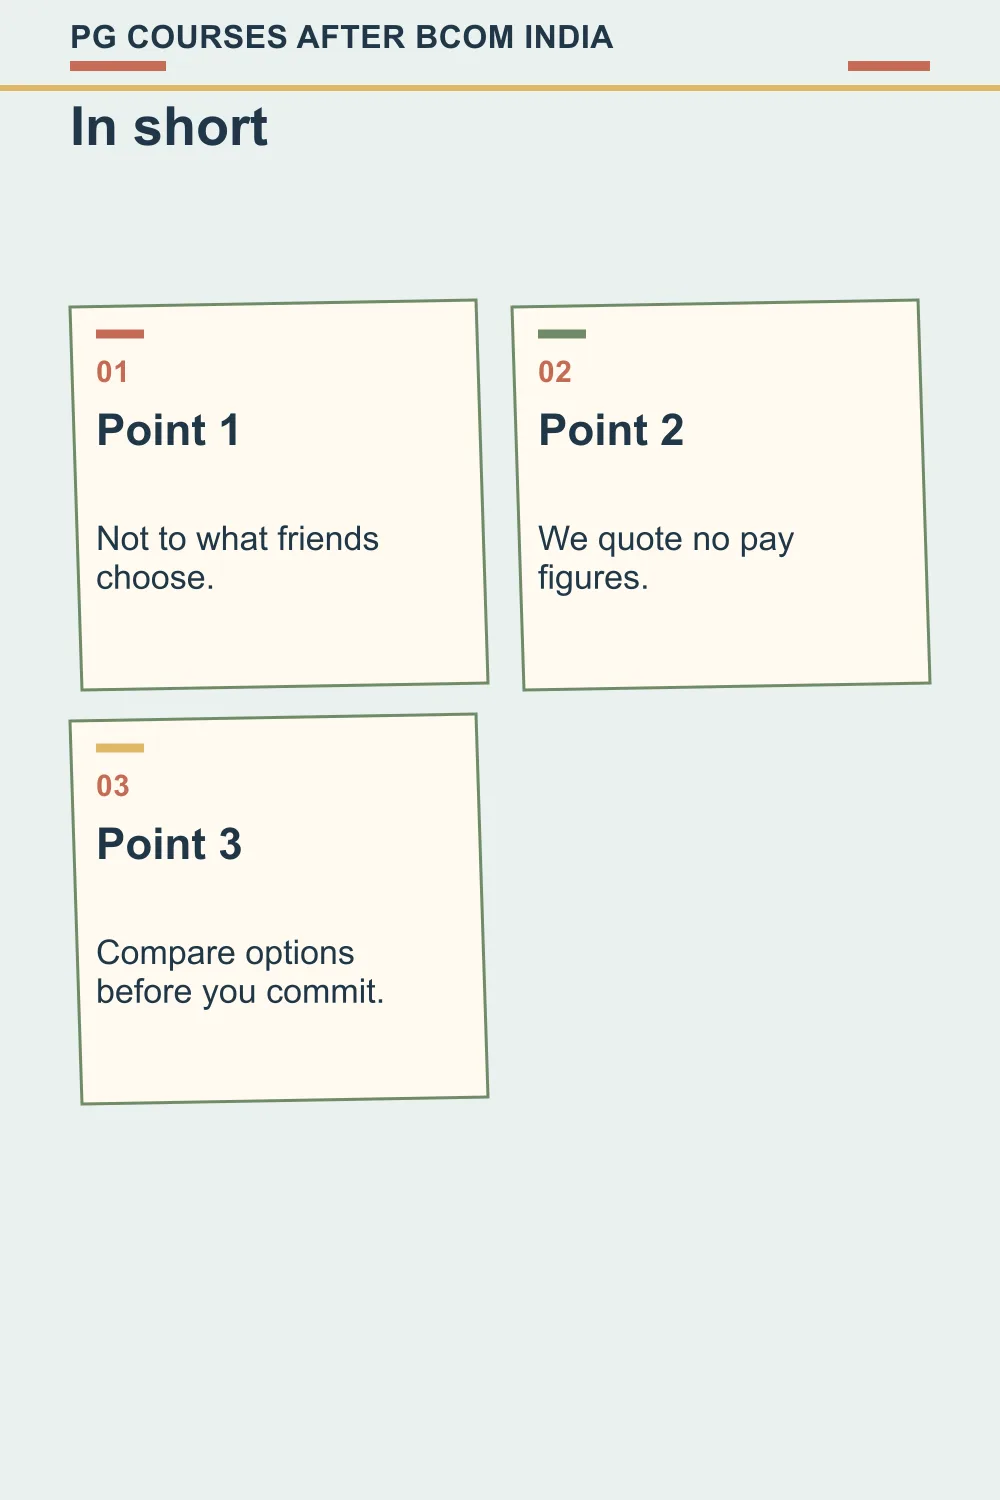 PG COURSES AFTER BCOM INDIA
In short
01
Point 1
Not to what friends
choose.
02
Point 2
We quote no pay
figures.
03
Point 3
Compare options
before you commit.